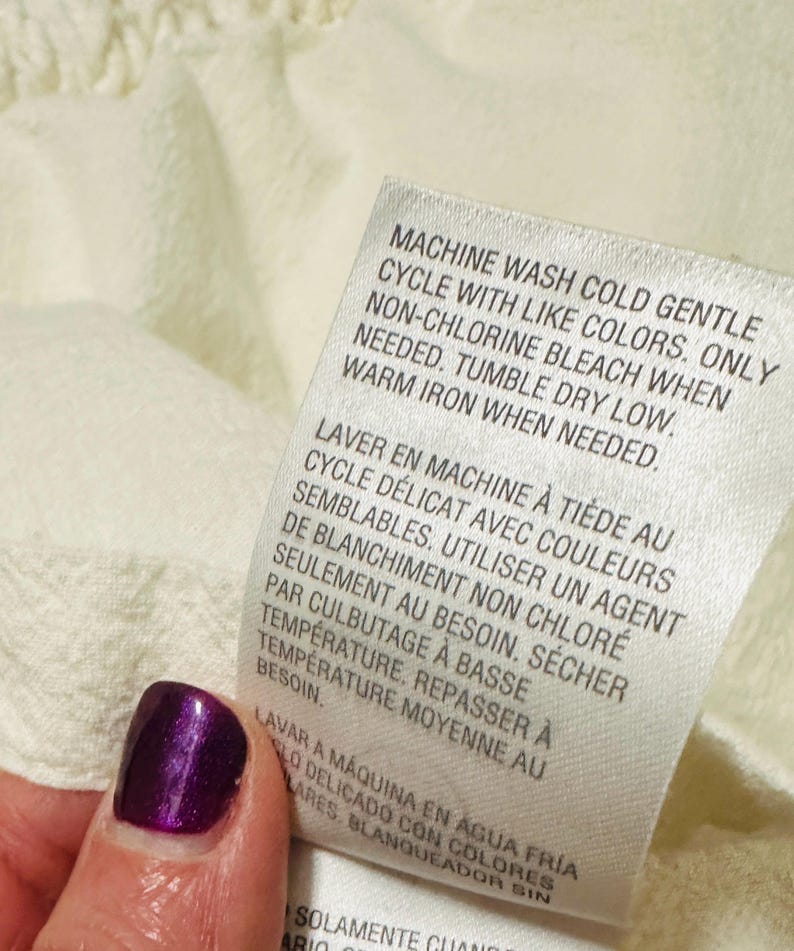 MACHINE WASH COLD GENTLE
CYCLE WITH LIKE COLORS. ONLY
NON-CHLORINE BLEACH WHEN
NEEDED. TUMBLE DRY LOW.
WARM IRON WHEN NEEDED.
LAVER EN MACHINE À TIÉDE AU
CYCLE DÉLICAT AVEC COULEURS
SEMBLABLES. UTILISER UN AGENT
DE BLANCHIMENT NON CHLORÉ
SEULEMENT AU BESOIN. SÉCHER
PAR CULBUTAGE À BASSE
TEMPÉRATURE. REPASSER À
TEMPÉRATURE MOYENNE AU
BESOIN.
LAVAR A MÁQUINA EN AGUA FRÍA
DELICADO CON COLORES
BLANQUEADOR SIN
SOLAMENTE